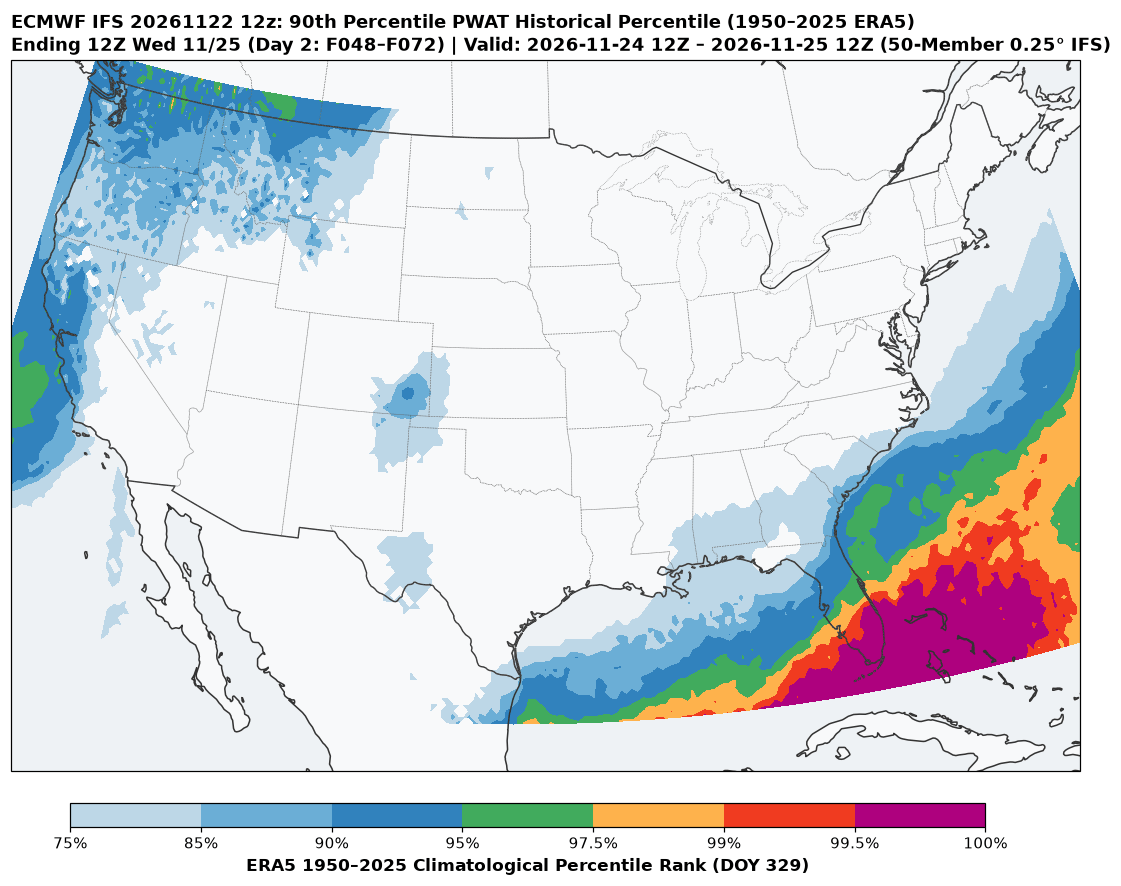 ECMWF IFS 20261122 12z: 90th Percentile PWAT Historical Percentile (1950–2025 ERA5)
Ending 12Z Wed 11/25 (Day 2: F048–F072) | Valid: 2026-11-24 12Z – 2026-11-25 12Z (50-Member 0.25° IFS)
75% 85% 90% 95% 97.5% 99% 99.5% 100%
ERA5 1950–2025 Climatological Percentile Rank (DOY 329)